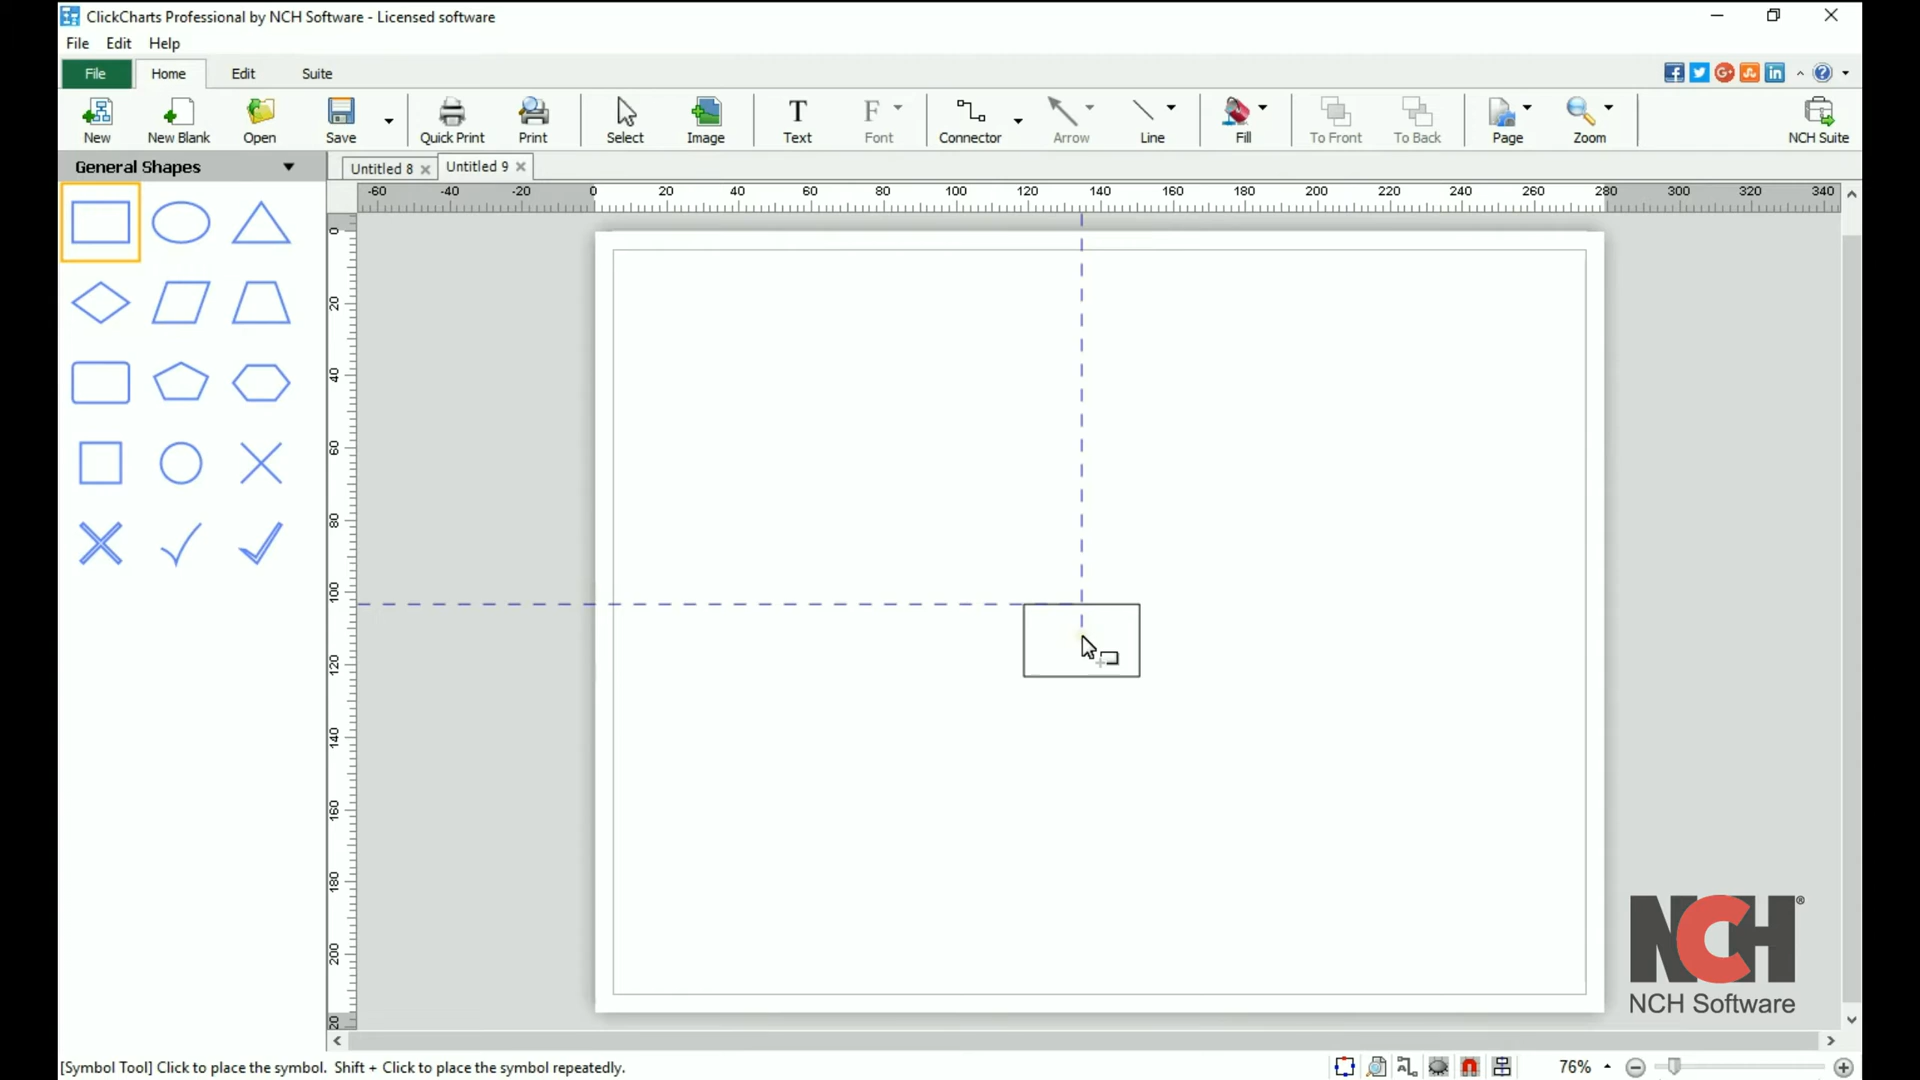 ClickCharts Professional by NCH Software - Licensed software
File Edit Help
File Home Edit Suite
New New Blank Open Save Quick Print Print Select Image Text Font Connector Arrow Line Fill To Front To Back Page Zoom NCH Suite
General Shapes
Untitled 8 Untitled 9
-60 -40 -20 0 20 40 60 80 100 120 140 160 180 200 220 240 260 280 300 320 340
0
20
40
60
80
100
120
140
160
180
200
20
NCH®
NCH Software
[Symbol Tool] Click to place the symbol. Shift + Click to place the symbol repeatedly.
76%